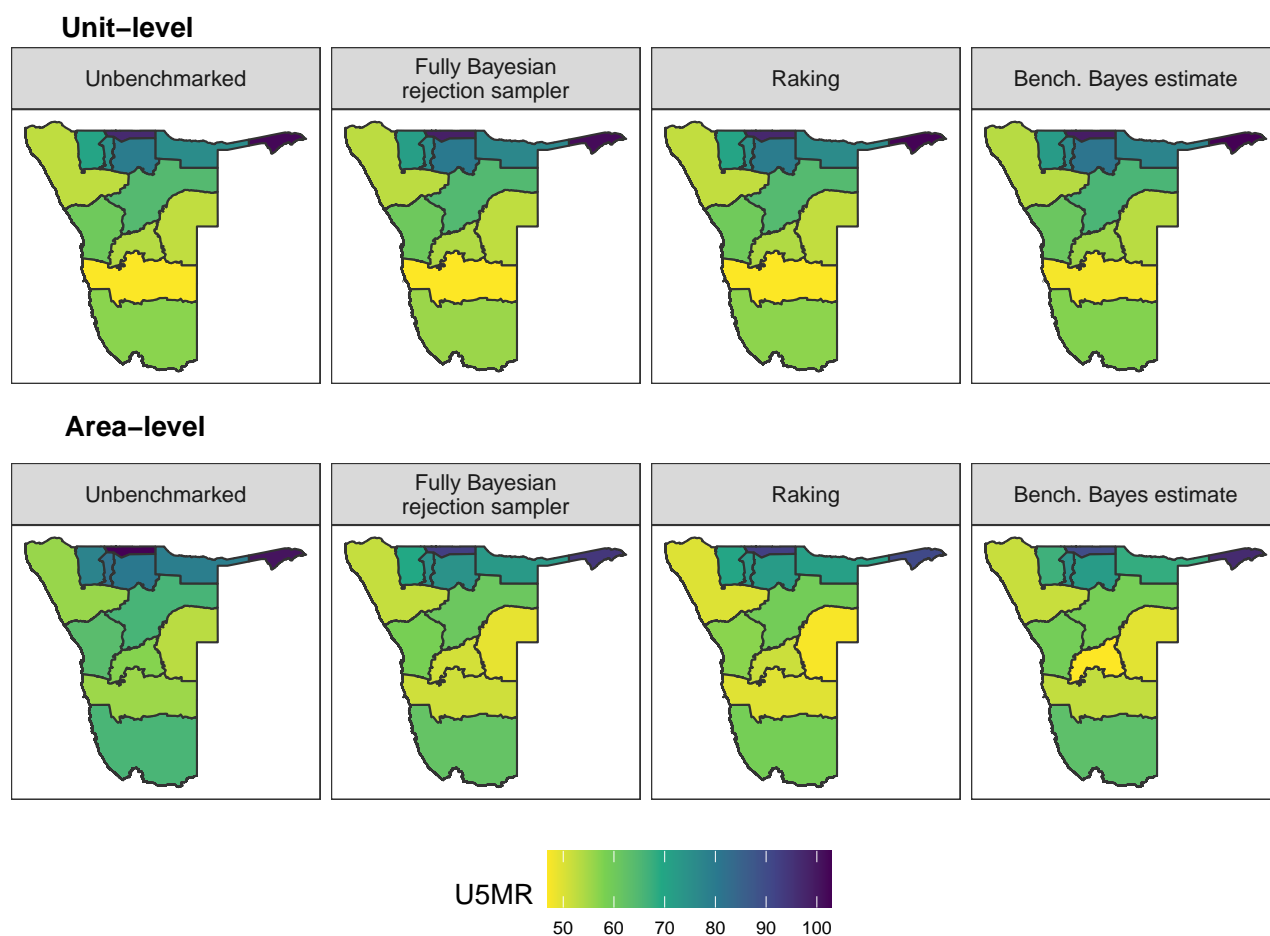 Unit−level
Unbenchmarked
Fully Bayesian
rejection sampler
Raking
Bench. Bayes estimate
Area−level
Unbenchmarked
Fully Bayesian
rejection sampler
Raking
Bench. Bayes estimate
U5MR
50 60 70 80 90 100